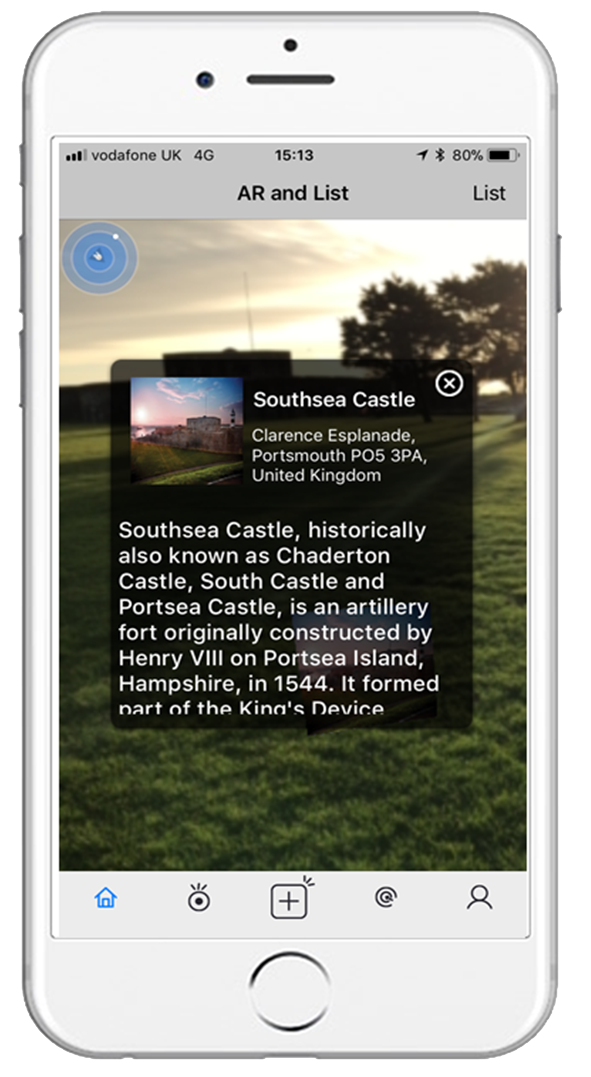 vodafone UK 4G 15:13 80%
AR and List List
Southsea Castle
Clarence Esplanade,
Portsmouth PO5 3PA,
United Kingdom
Southsea Castle, historically
also known as Chaderton
Castle, South Castle and
Portsea Castle, is an artillery
fort originally constructed by
Henry VIII on Portsea Island,
Hampshire, in 1544. It formed
part of the King's Device